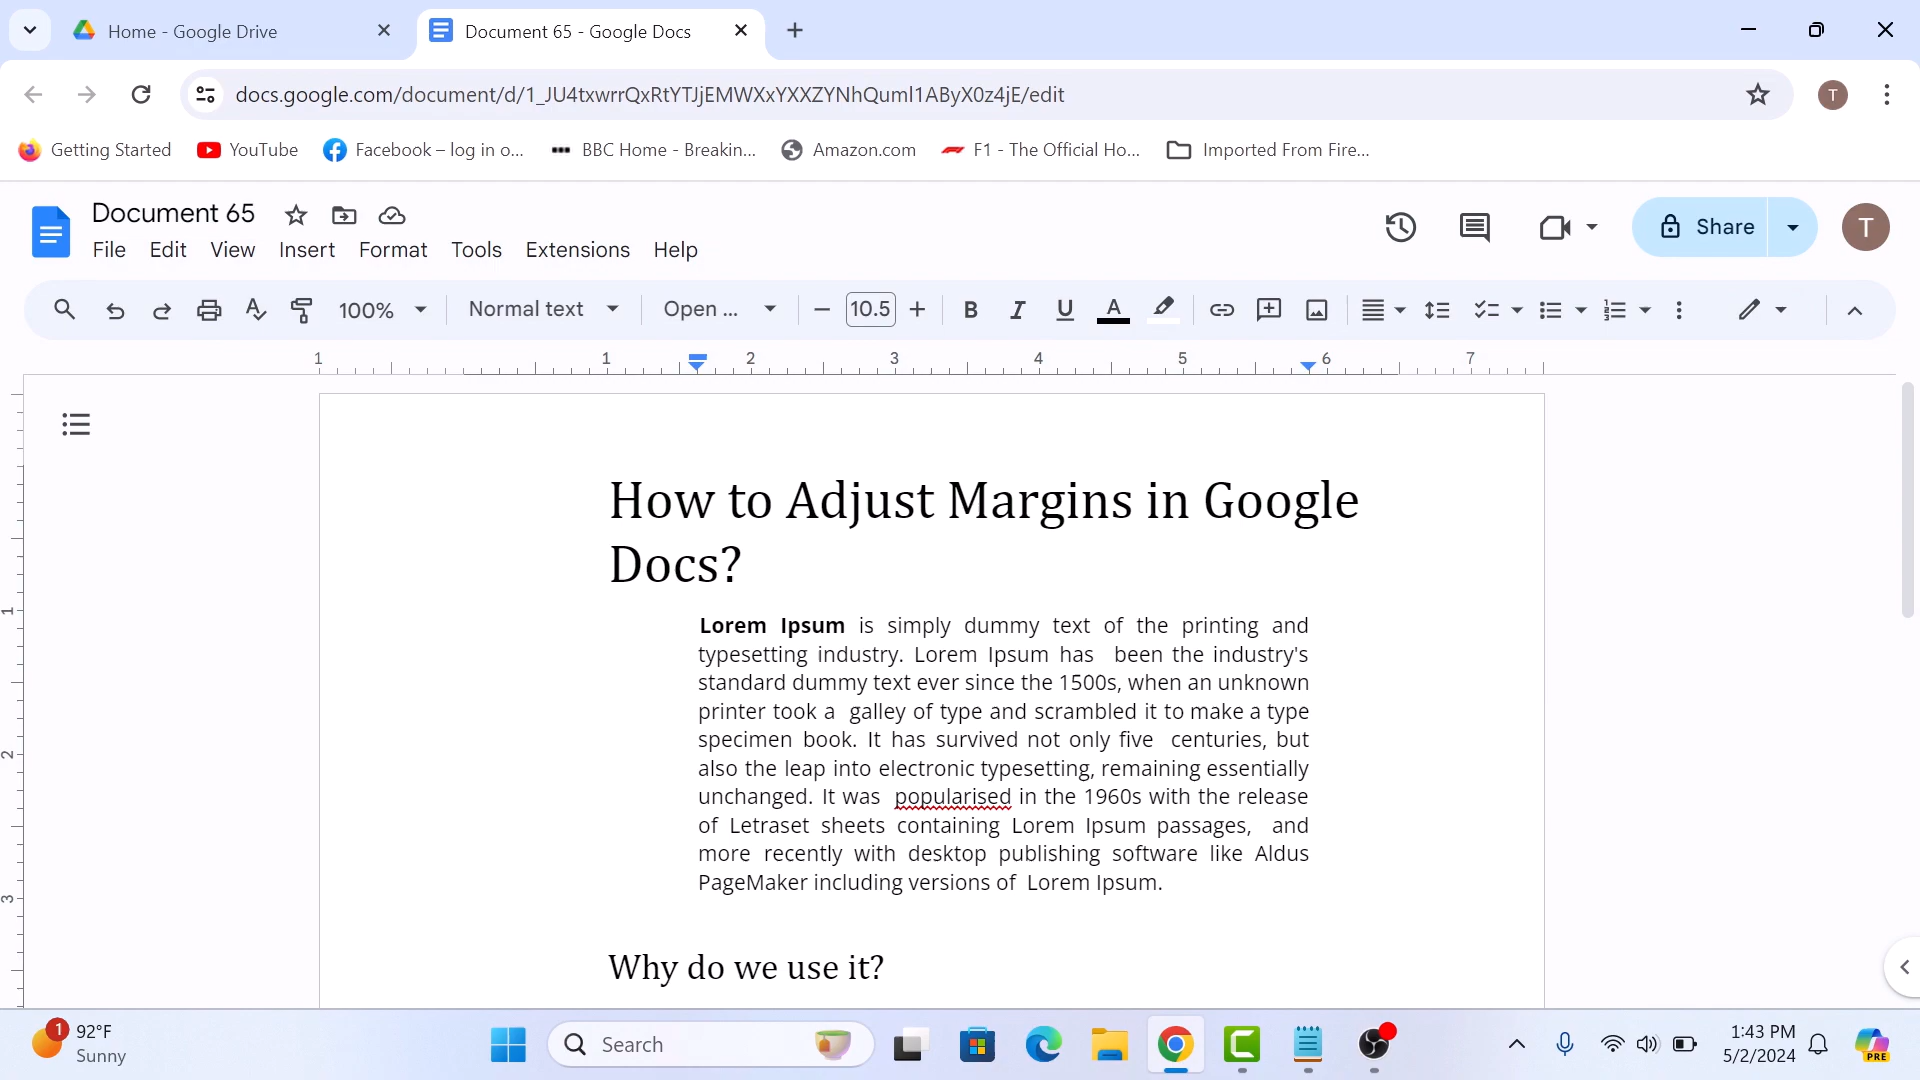 Home - Google Drive
Document 65 - Google Docs
docs.google.com/document/d/1_JU4txwrrQxRtYTJjEMWXxYXXZYNhQuml1AByX0z4jE/edit
T
Getting Started
YouTube
Facebook – log in o...
BBC Home - Breakin...
Amazon.com
F1 - The Official Ho...
Imported From Fire...
Document 65
File Edit View Insert Format Tools Extensions Help
Share
T
100%
Normal text
Open ...
10.5
B I U A
1 1 2 3 4 5 6 7
1
2
3
How to Adjust Margins in Google
Docs?
Lorem Ipsum is simply dummy text of the printing and
typesetting industry. Lorem Ipsum has been the industry's
standard dummy text ever since the 1500s, when an unknown
printer took a galley of type and scrambled it to make a type
specimen book. It has survived not only five centuries, but
also the leap into electronic typesetting, remaining essentially
unchanged. It was popularised in the 1960s with the release
of Letraset sheets containing Lorem Ipsum passages, and
more recently with desktop publishing software like Aldus
PageMaker including versions of Lorem Ipsum.
Why do we use it?
1
92°F
Sunny
Search
1:43 PM
5/2/2024
PRE